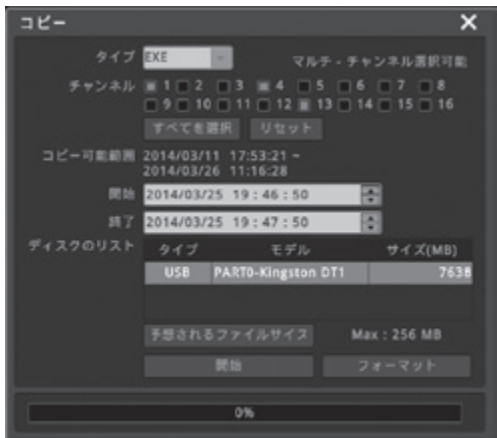 コピー
タイプ EXE マルチ - チャンネル選択可能
チャンネル 1 2 3 4 5 6 7 8
9 10 11 12 13 14 15 16
すべてを選択 リセット
コピー可能範囲 2014/03/11 17:53:21 ~
2014/03/26 11:16:28
開始 2014/03/25 19 : 46 : 50
終了 2014/03/25 19 : 47 : 50
ディスクのリスト タイプ モデル サイズ(MB)
USB PART0-Kingston DT1 7638
予想されるファイルサイズ Max : 256 MB
開始 フォーマット
0%